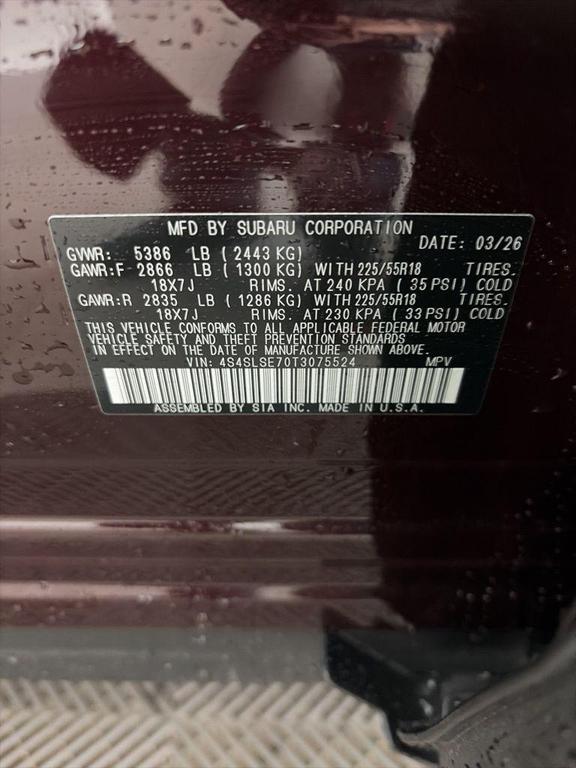 MFD BY SUBARU CORPORATION
GVWR: 5386 LB (2443 KG) DATE: 03/26
GAWR:F 2866 LB (1300 KG) WITH 225/55R18 TIRES.
18X7J RIMS. AT 240 KPA (35 PSI) COLD
GAWR:R 2835 LB (1286 KG) WITH 225/55R18 TIRES.
18X7J RIMS. AT 230 KPA (33 PSI) COLD
THIS VEHICLE CONFORMS TO ALL APPLICABLE FEDERAL MOTOR
VEHICLE SAFETY AND THEFT PREVENTION STANDARDS
IN EFFECT ON THE DATE OF MANUFACTURE SHOWN ABOVE.
VIN: 4S4SLSE70T3075524 MPV
ASSEMBLED BY SIA INC. MADE IN U.S.A.